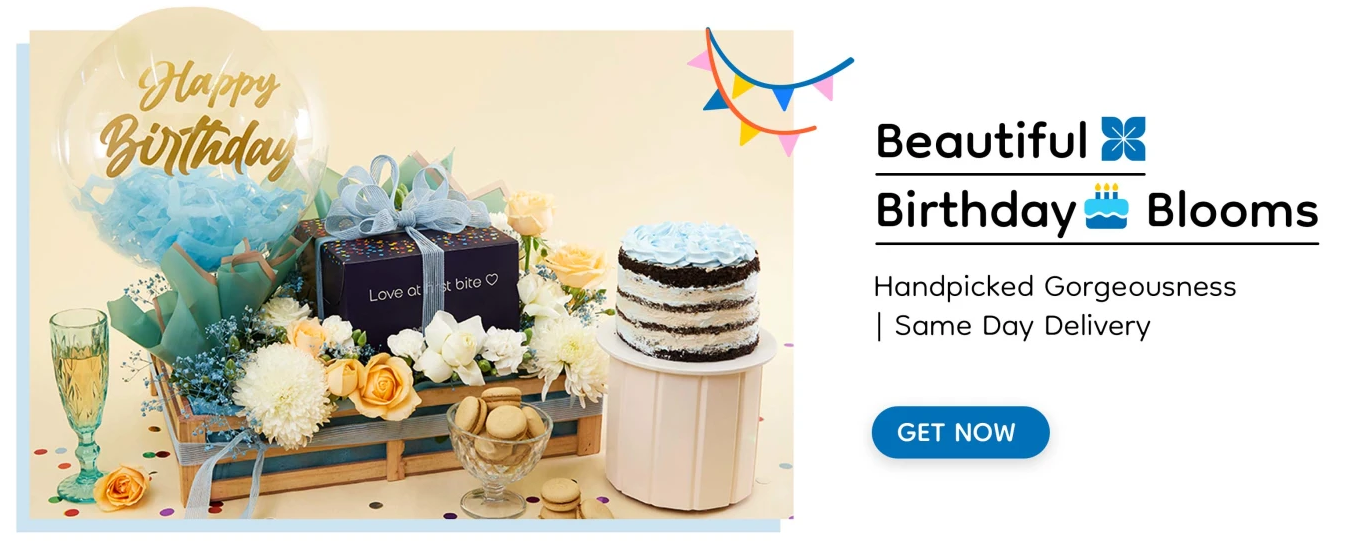 Happy
Birthday
Love at first bite
Beautiful
Birthday Blooms
Handpicked Gorgeousness
| Same Day Delivery
GET NOW